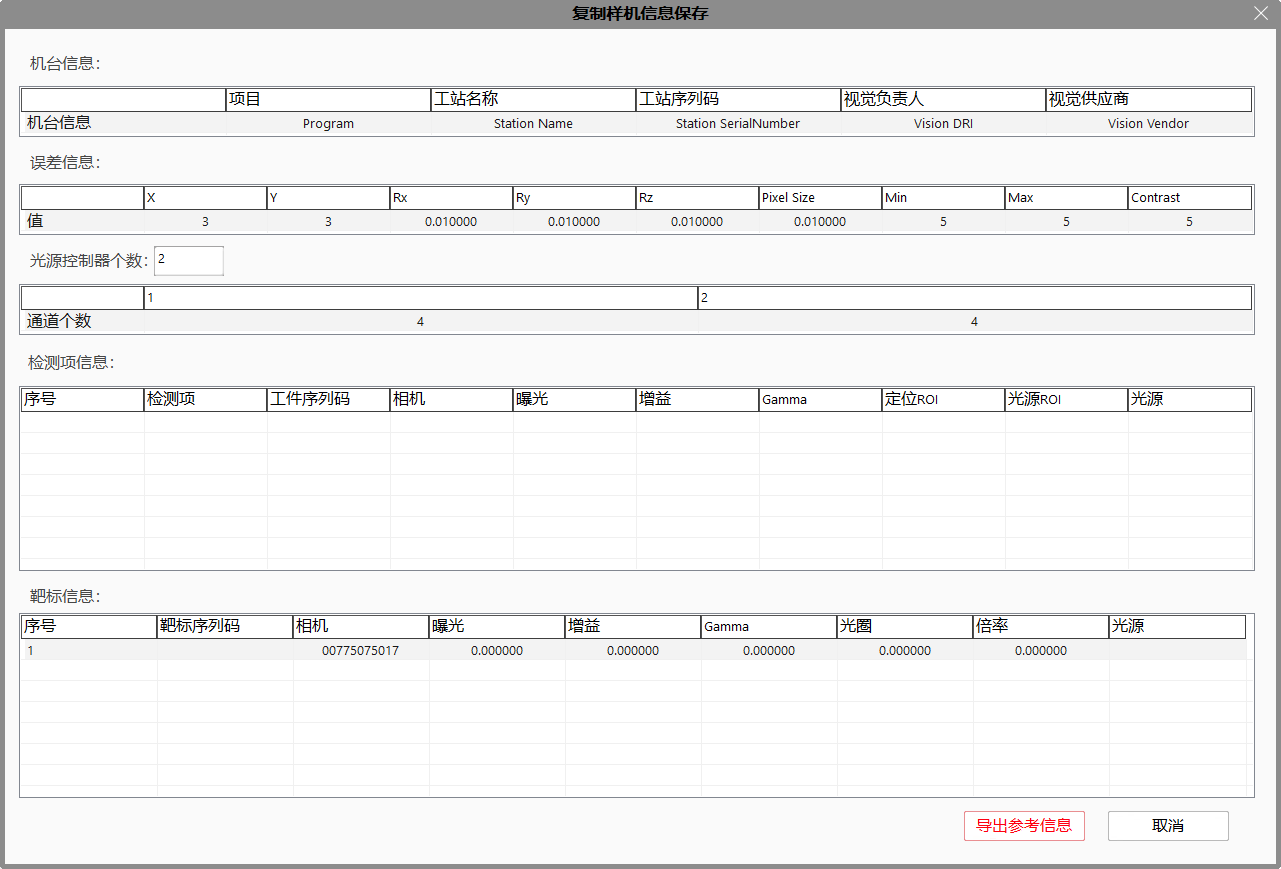 复制样机信息保存
机台信息：
项目 工站名称 工站序列码 视觉负责人 视觉供应商
机台信息 Program Station Name Station SerialNumber Vision DRI Vision Vendor
误差信息：
X Y Rx Ry Rz Pixel Size Min Max Contrast
值 3 3 0.010000 0.010000 0.010000 0.010000 5 5 5
光源控制器个数： 2
1 2
通道个数 4 4
检测项信息：
序号 检测项 工件序列码 相机 曝光 增益 Gamma 定位ROI 光源ROI 光源
靶标信息：
序号 靶标序列码 相机 曝光 增益 Gamma 光圈 倍率 光源
1 00775075017 0.000000 0.000000 0.000000 0.000000 0.000000
导出参考信息 取消